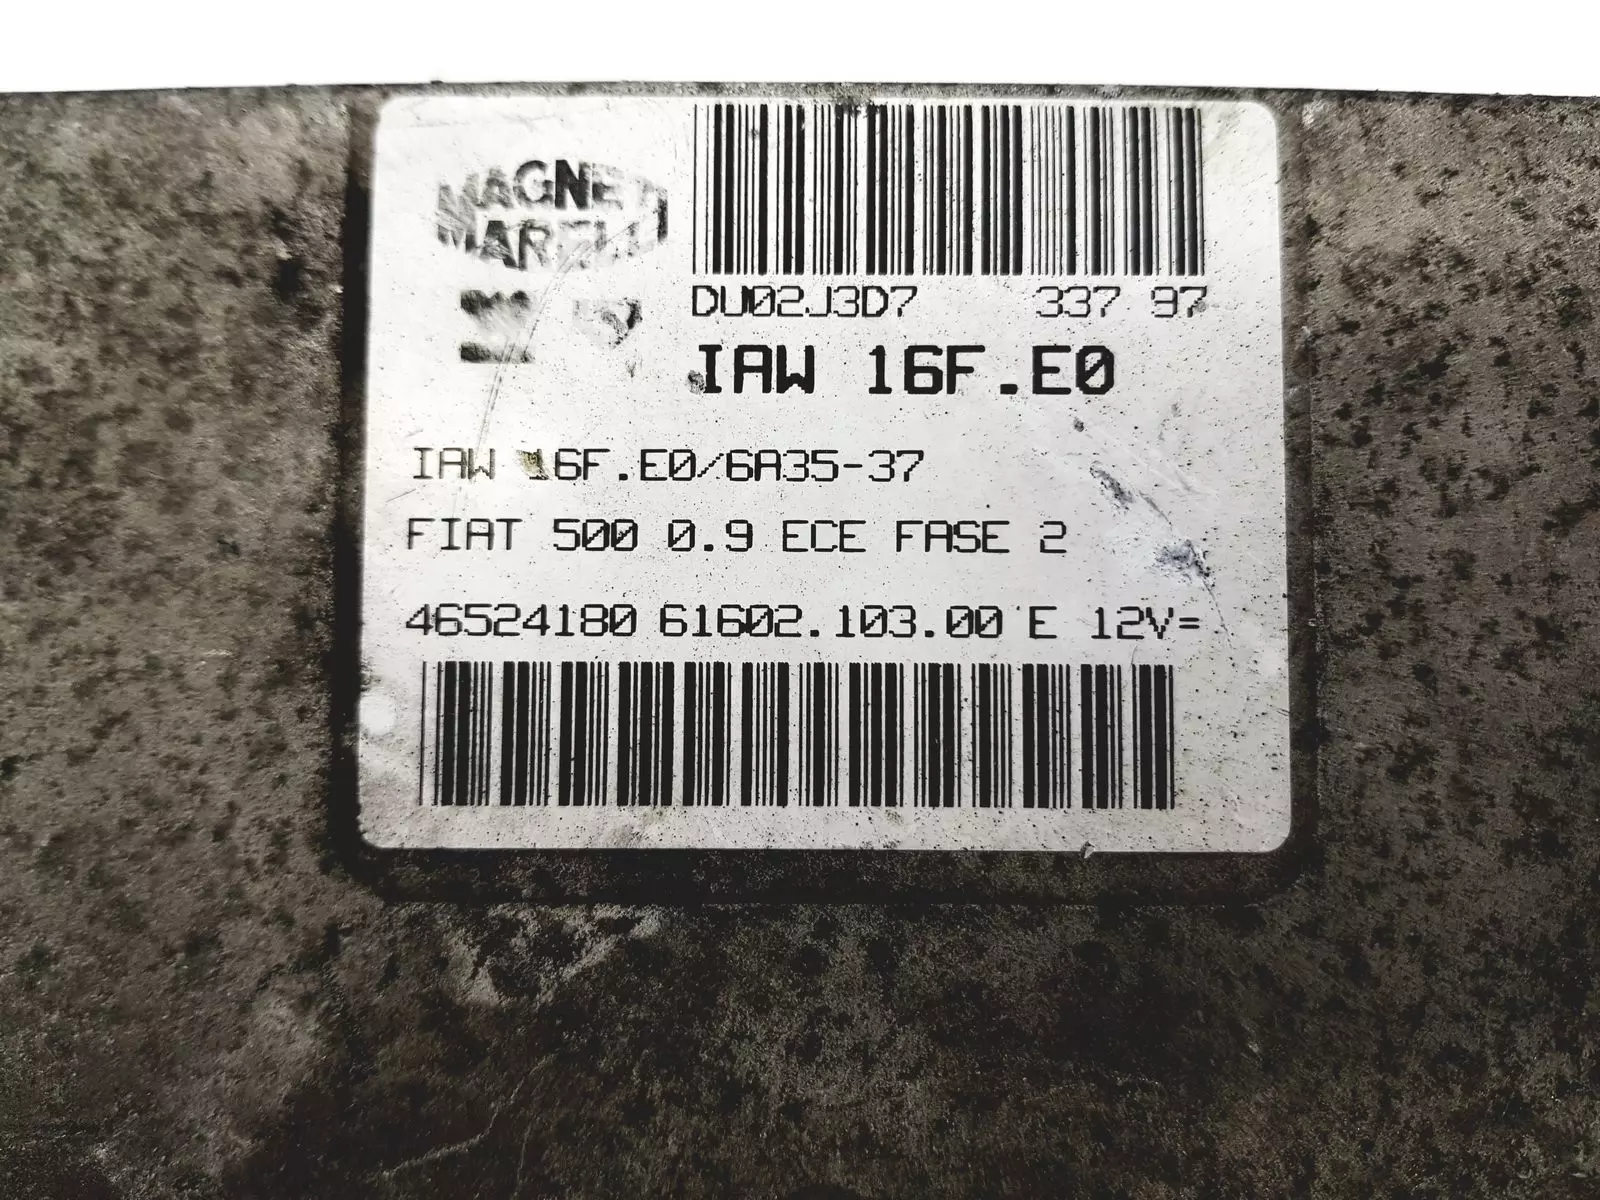 MAGNETI
MARELLI
DU02J3D7 337 97
IAW 16F.E0
IAW 16F.E0/6A35-37
FIAT 500 0.9 ECE FASE 2
46524180 61602.103.00 E 12V=